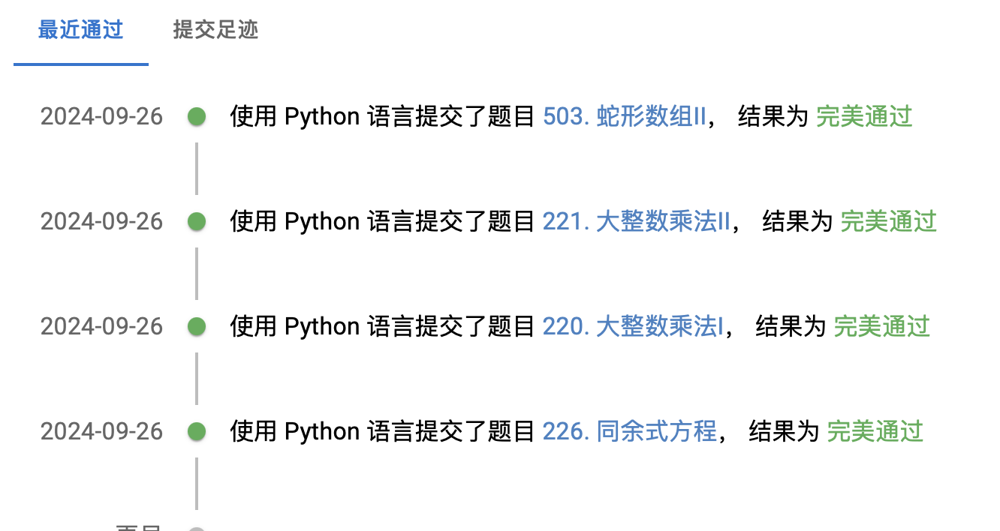 最近通过 提交足迹
2024-09-26 使用 Python 语言提交了题目 503. 蛇形数组II， 结果为 完美通过
2024-09-26 使用 Python 语言提交了题目 221. 大整数乘法II， 结果为 完美通过
2024-09-26 使用 Python 语言提交了题目 220. 大整数乘法I， 结果为 完美通过
2024-09-26 使用 Python 语言提交了题目 226. 同余式方程， 结果为 完美通过